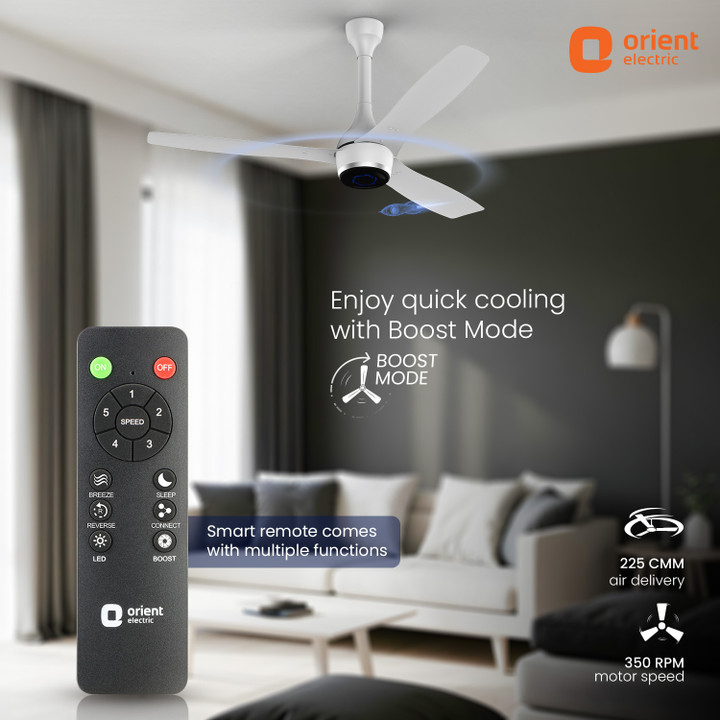 orient
electric
Enjoy quick cooling
with Boost Mode
BOOST
MODE
ON
OFF
1
5
SPEED
2
4
3
BREEZE
SLEEP
R
REVERSE
CONNECT
LED
BOOST
Smart remote comes
with multiple functions
orient
electric
225 CMM
air delivery
350 RPM
motor speed